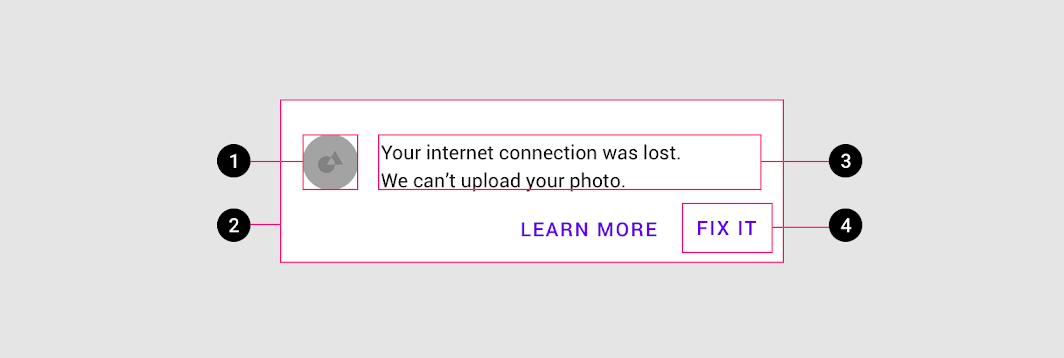 1
Your internet connection was lost.
We can’t upload your photo.
3
2
LEARN MORE
FIX IT
4